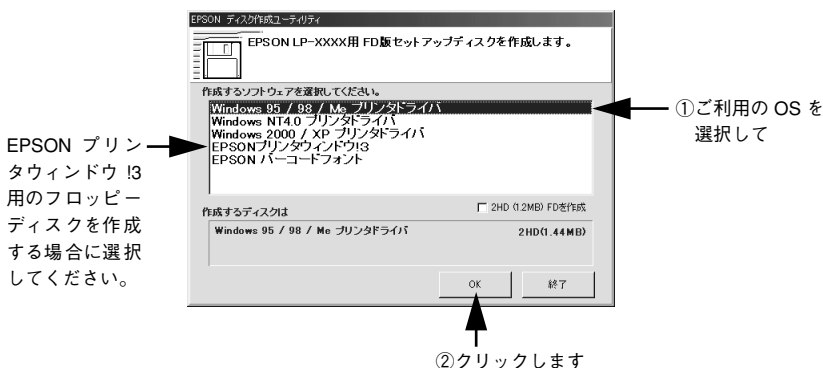 EPSON ディスク作成ユーティリティ
EPSON LP-XXXX用 FD版セットアップディスクを作成します。
作成するソフトウェアを選択してください。
Windows 95 / 98 / Me プリンタドライバ
Windows NT4.0 プリンタドライバ
Windows 2000 / XP プリンタドライバ
EPSONプリンタウィンドウ!3
EPSON バーコードフォント
①ご利用の OS を
選択して
EPSON プリン
タウィンドウ !3
用のフロッピー
ディスクを作成
する場合に選択
してください。
作成するディスクは
2HD (1.2MB) FDを作成
Windows 95 / 98 / Me プリンタドライバ
2HD(1.44MB)
OK
終了
②クリックします